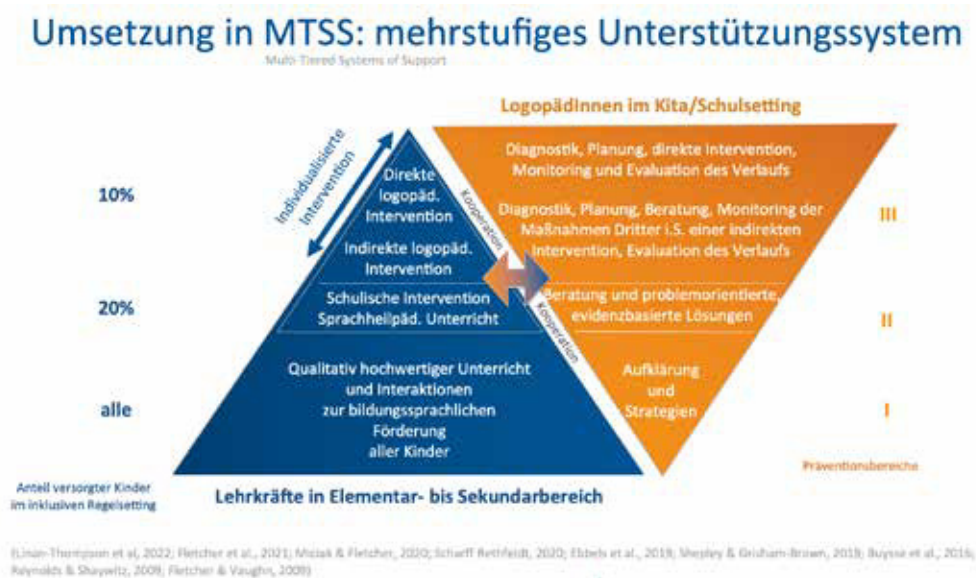 Umsetzung in MTSS: mehrstufiges Unterstützungssystem
Multi-Tiered Systems of Support
LogopädInnen im Kita/Schulsetting
Individualisierte
Intervention
10%
Direkte
logopäd.
Intervention
Indirekte logopäd.
Intervention
Kooperation
Diagnostik, Planung, direkte Intervention,
Monitoring und Evaluation des Verlaufs
Diagnostik, Planung, Beratung, Monitoring der
Maßnahmen Dritter i.S. einer indirekten
Intervention, Evaluation des Verlaufs
III
20%
Schulische Intervention
Sprachheilpäd. Unterricht
Kooperation
Beratung und problemorientierte,
evidenzbasierte Lösungen
II
alle
Qualitativ hochwertiger Unterricht
und Interaktionen
zur bildungssprachlichen
Förderung
aller Kinder
Aufklärung
und
Strategien
I
Präventionsbereiche
Anteil versorgter Kinder
im inklusiven Regelsetting
Lehrkräfte in Elementar- bis Sekundarbereich
(Linan-Thompson et al, 2022; Fletcher et al., 2021; & Fletcher, 2020; Scharff Rethfeldt, 2020; Ebbels et al., 2019; Shepley & Grisham-Brown, 2019; Buysse et al., 2016;
Reynolds & Shaywitz, 2009; Fletcher & Vaughn, 2009)